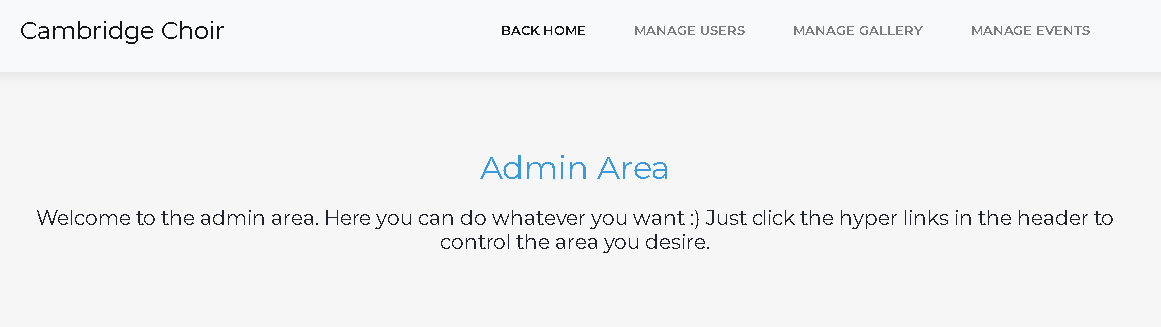 Cambridge Choir
BACK HOME MANAGE USERS MANAGE GALLERY MANAGE EVENTS
Admin Area
Welcome to the admin area. Here you can do whatever you want :) Just click the hyper links in the header to
control the area you desire.